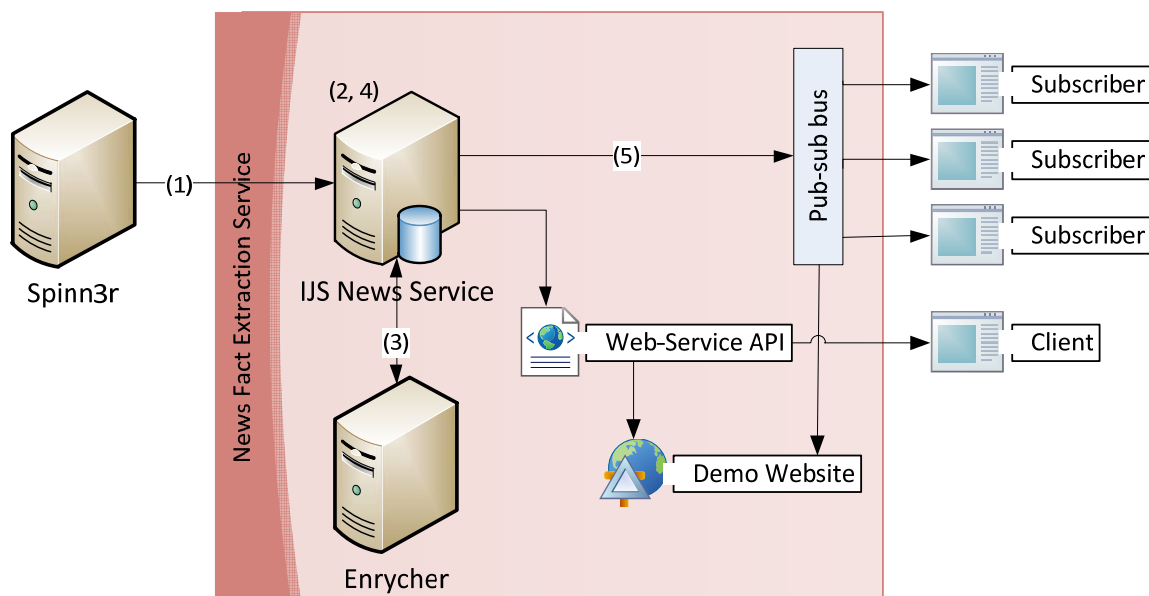 Spinn3r
(1)
News Fact Extraction Service
(2, 4)
IJS News Service
(3)
Enrycher
(5)
Pub-sub bus
Subscriber
Subscriber
Subscriber
Web-Service API
Client
Demo Website